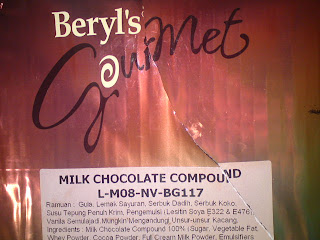 Beryl's
Gourmet
MILK CHOCOLATE COMPOUND
L-M08-NV-BG117
Ramuan : Gula, Lemak Sayuran, Serbuk Dadih, Serbuk Koko,
Susu Tepung Penuh Krim, Pengemulsi (Lesitin Soya E322 & E476)
Vanila Semulajadi.Mungkin Mengandungi Unsur-unsur Kacang.
Ingredients : Milk Chocolate Compound 100% (Sugar, Vegetable Fat,
Whey Powder, Cocoa Powder, Full Cream Milk Powder, Emulsifiers